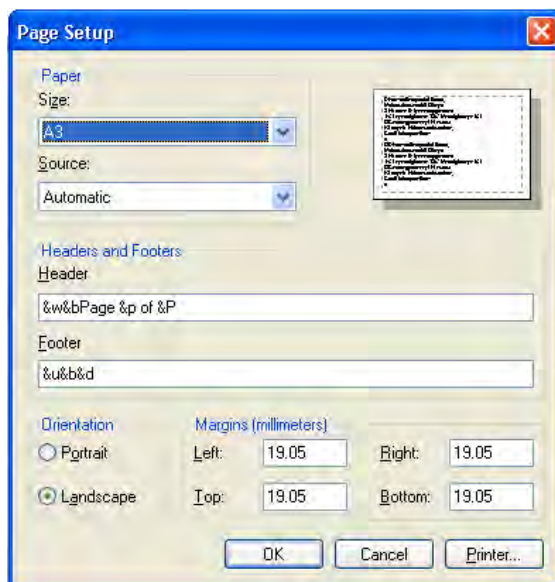 Page Setup
Paper
Size:
A3
Source:
Automatic
Headers and Footers
Header
&w&bPage &p of &P
Footer
&u&b&d
Orientation
Portrait
Landscape
Margins (millimeters)
Left: 19.05 Right: 19.05
Top: 19.05 Bottom: 19.05
OK Cancel Printer...